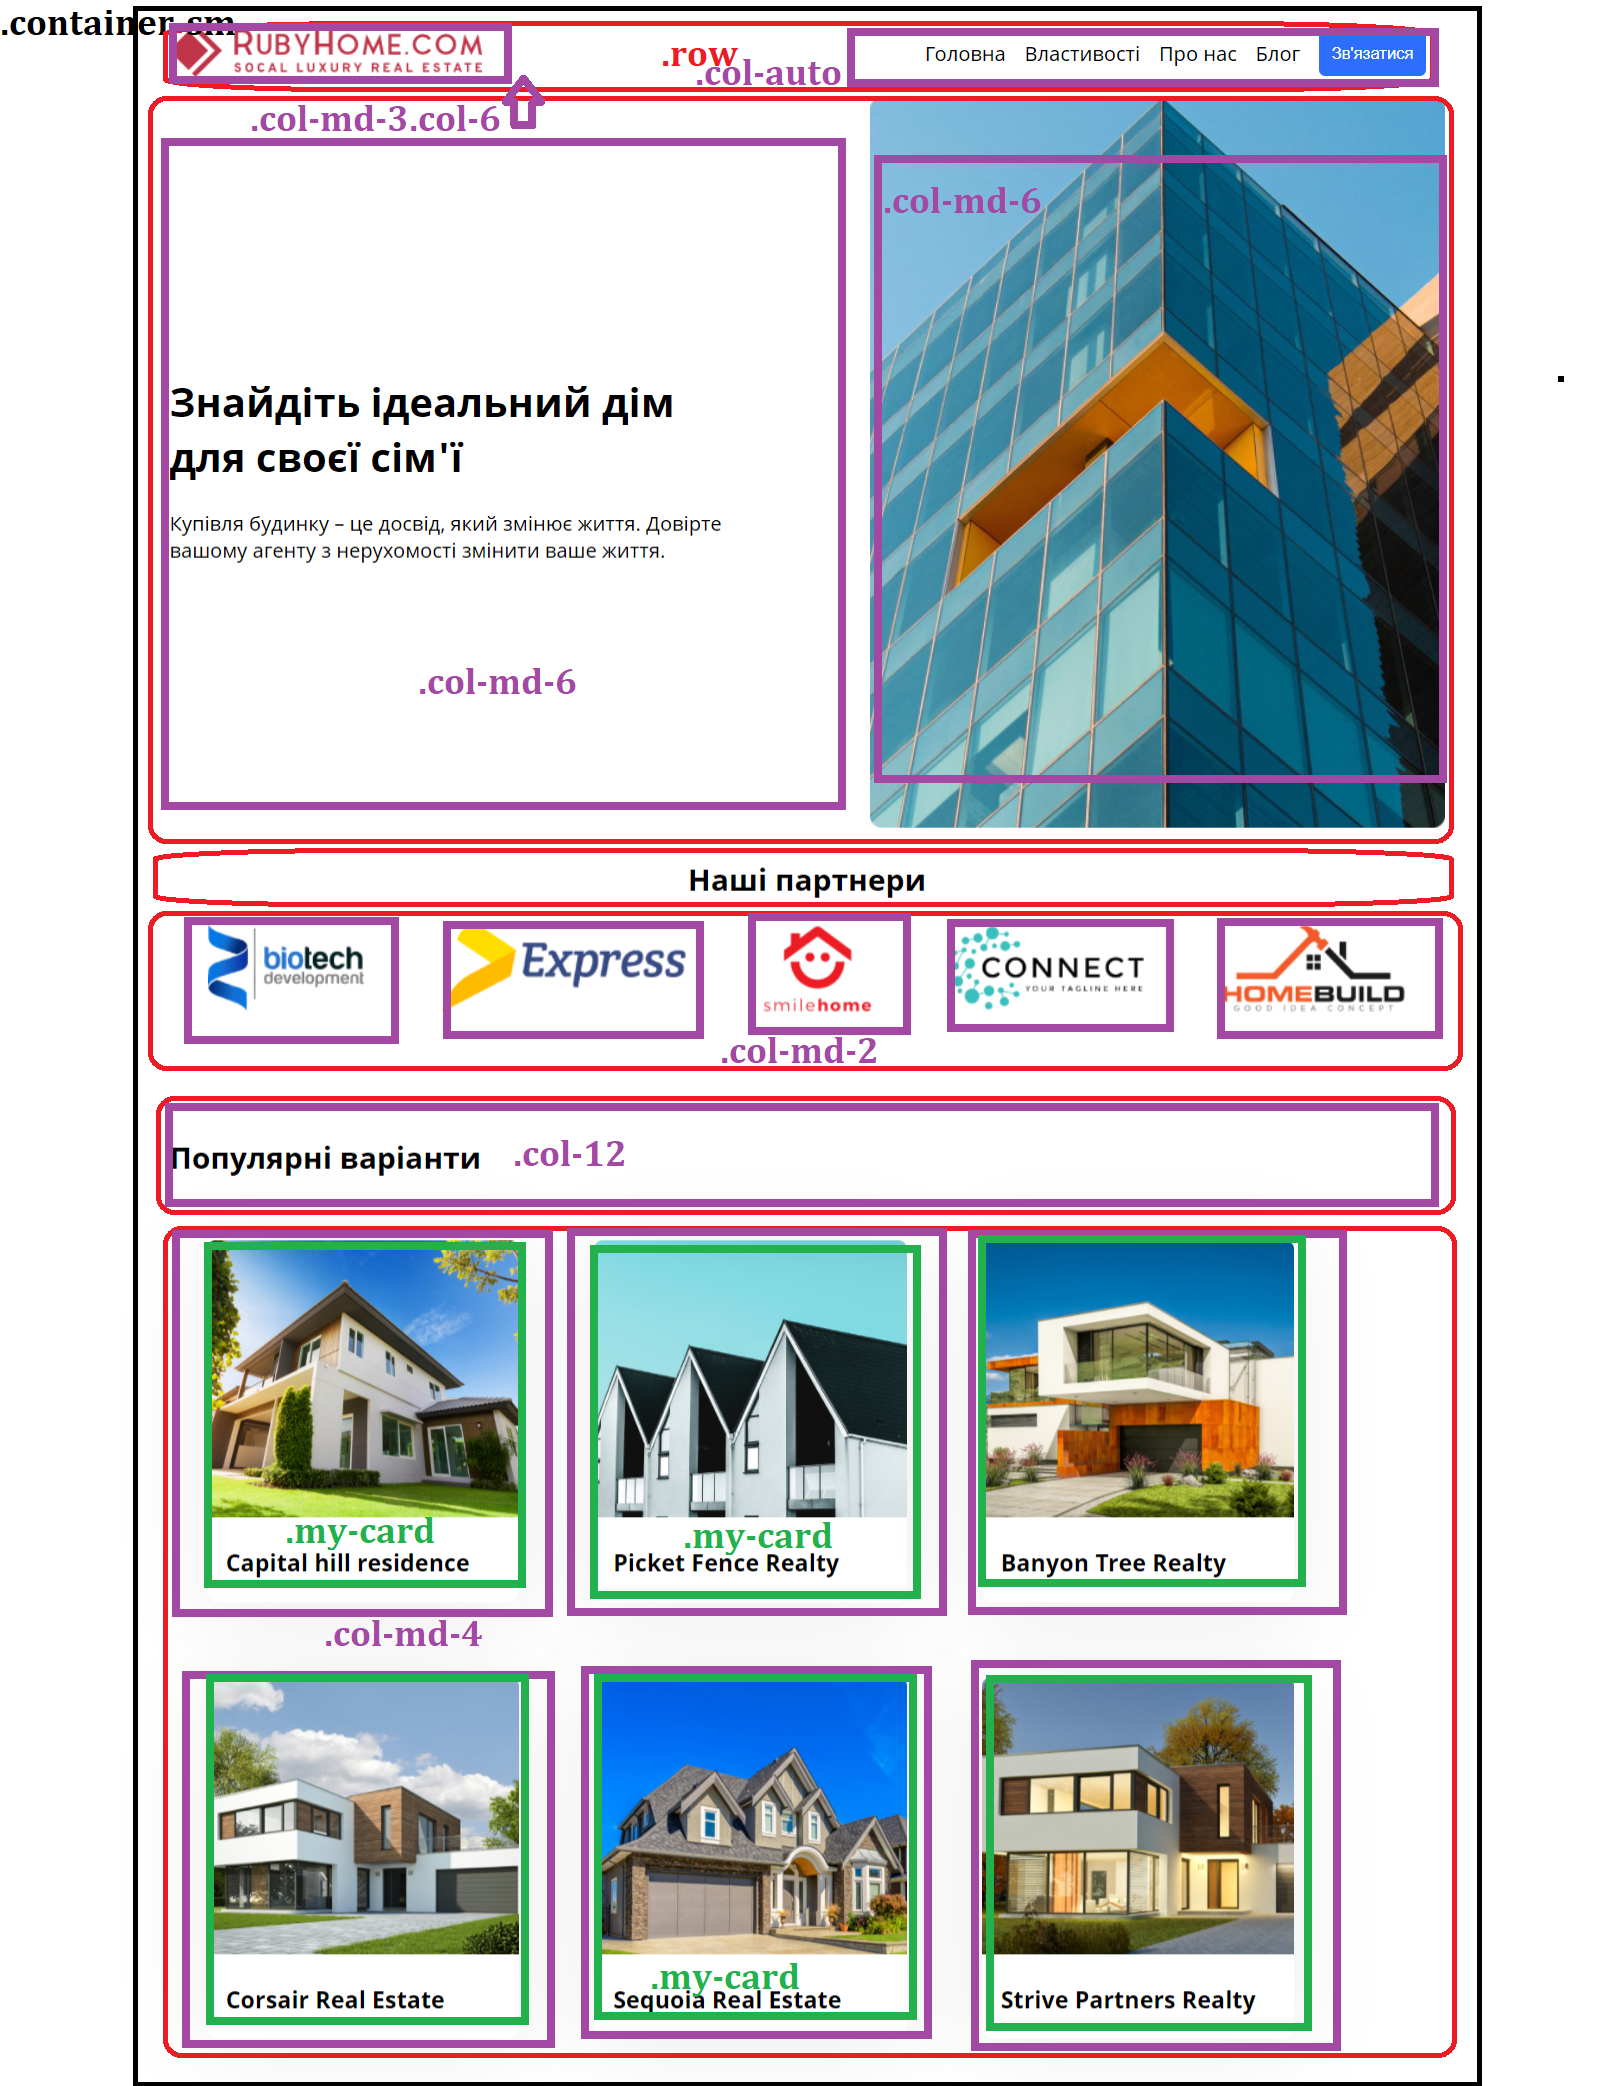 .container-sm
RUBYHOME.COM
SOCAL LUXURY REAL ESTATE
.row
.col-auto
Головна Властивості Про нас Блог Зв'язатися
.col-md-3.col-6
.col-md-6
Знайдіть ідеальний дім
для своєї сім'ї
Купівля будинку – це досвід, який змінює життя. Довірте
вашому агенту з нерухомості змінити ваше життя.
.col-md-6
Наші партнери
biotech
development
Express
smilehome
CONNECT
YOUR TAGLINE HERE
HOMEBUILD
GOOD IDEA CONCEPT
.col-md-2
Популярні варіанти
.col-12
.my-card
Capital hill residence
.my-card
Picket Fence Realty
Banyon Tree Realty
.col-md-4
Corsair Real Estate
.my-card
Sequoia Real Estate
Strive Partners Realty